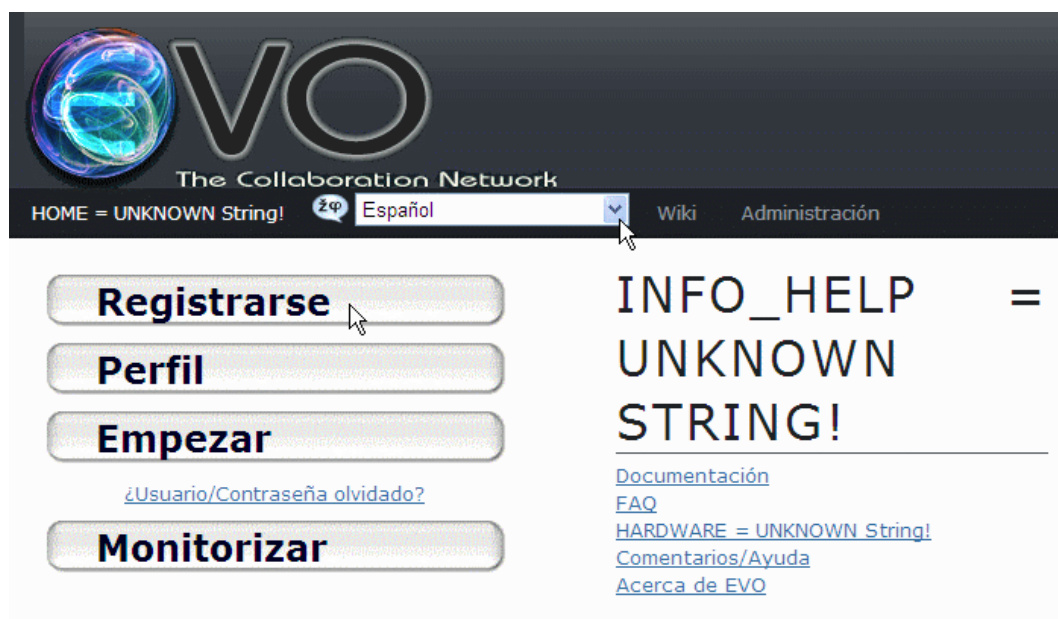 eVO
The Collaboration Network
HOME = UNKNOWN String! žφ Español Wiki Administración
Registrarse
Perfil
Empezar
¿Usuario/Contraseña olvidado?
Monitorizar
INFO_HELP =
UNKNOWN
STRING!
Documentación
FAQ
HARDWARE = UNKNOWN String!
Comentarios/Ayuda
Acerca de EVO